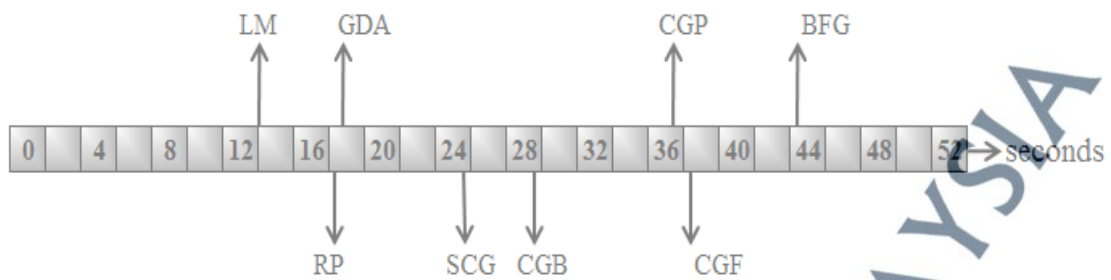 LM GDA CGP BFG
0 4 8 12 16 20 24 28 32 36 40 44 48 52 seconds
RP SCG CGB CGF
YSIA